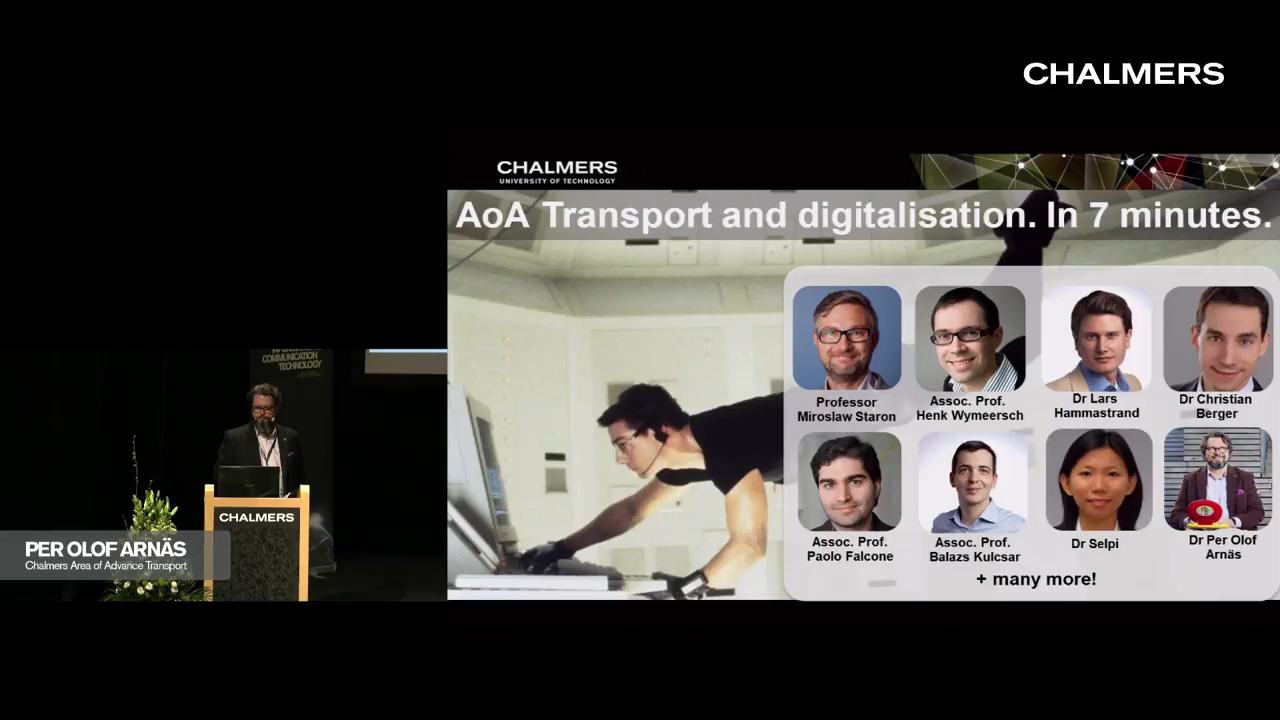 CHALMERS
CHALMERS
UNIVERSITY OF TECHNOLOGY
AoA Transport and digitalisation. In 7 minutes.
Professor
Miroslaw Staron
Assoc. Prof.
Henk Wymeersch
Dr Lars
Hammastrand
Dr Christian
Berger
Assoc. Prof.
Paolo Falcone
Assoc. Prof.
Balazs Kulcsar
Dr Selpi
Dr Per Olof
Arnäs
+ many more!
COMMUNICATION
TECHNOLOGY
CHALMERS
PER OLOF ARNÄS
Chalmers Area of Advance Transport